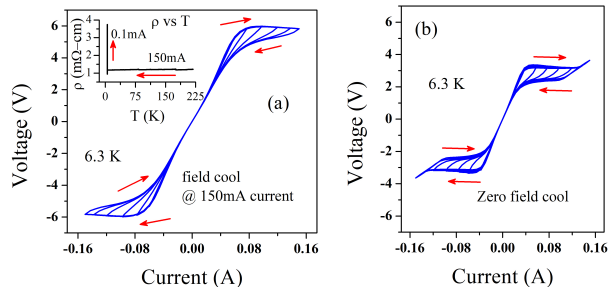 ρ vs T
0.1mA
150mA
ρ (mΩ−cm)
4
3
2
1
0 75 150 225
T (K)
(a)
6.3 K
field cool
@ 150mA current
Voltage (V)
6
4
2
0
-2
-4
-6
-0.16 -0.08 0.00 0.08 0.16
Current (A)
(b)
6.3 K
Zero field cool
Voltage (V)
6
4
2
0
-2
-4
-6
-0.16 -0.08 0.00 0.08 0.16
Current (A)